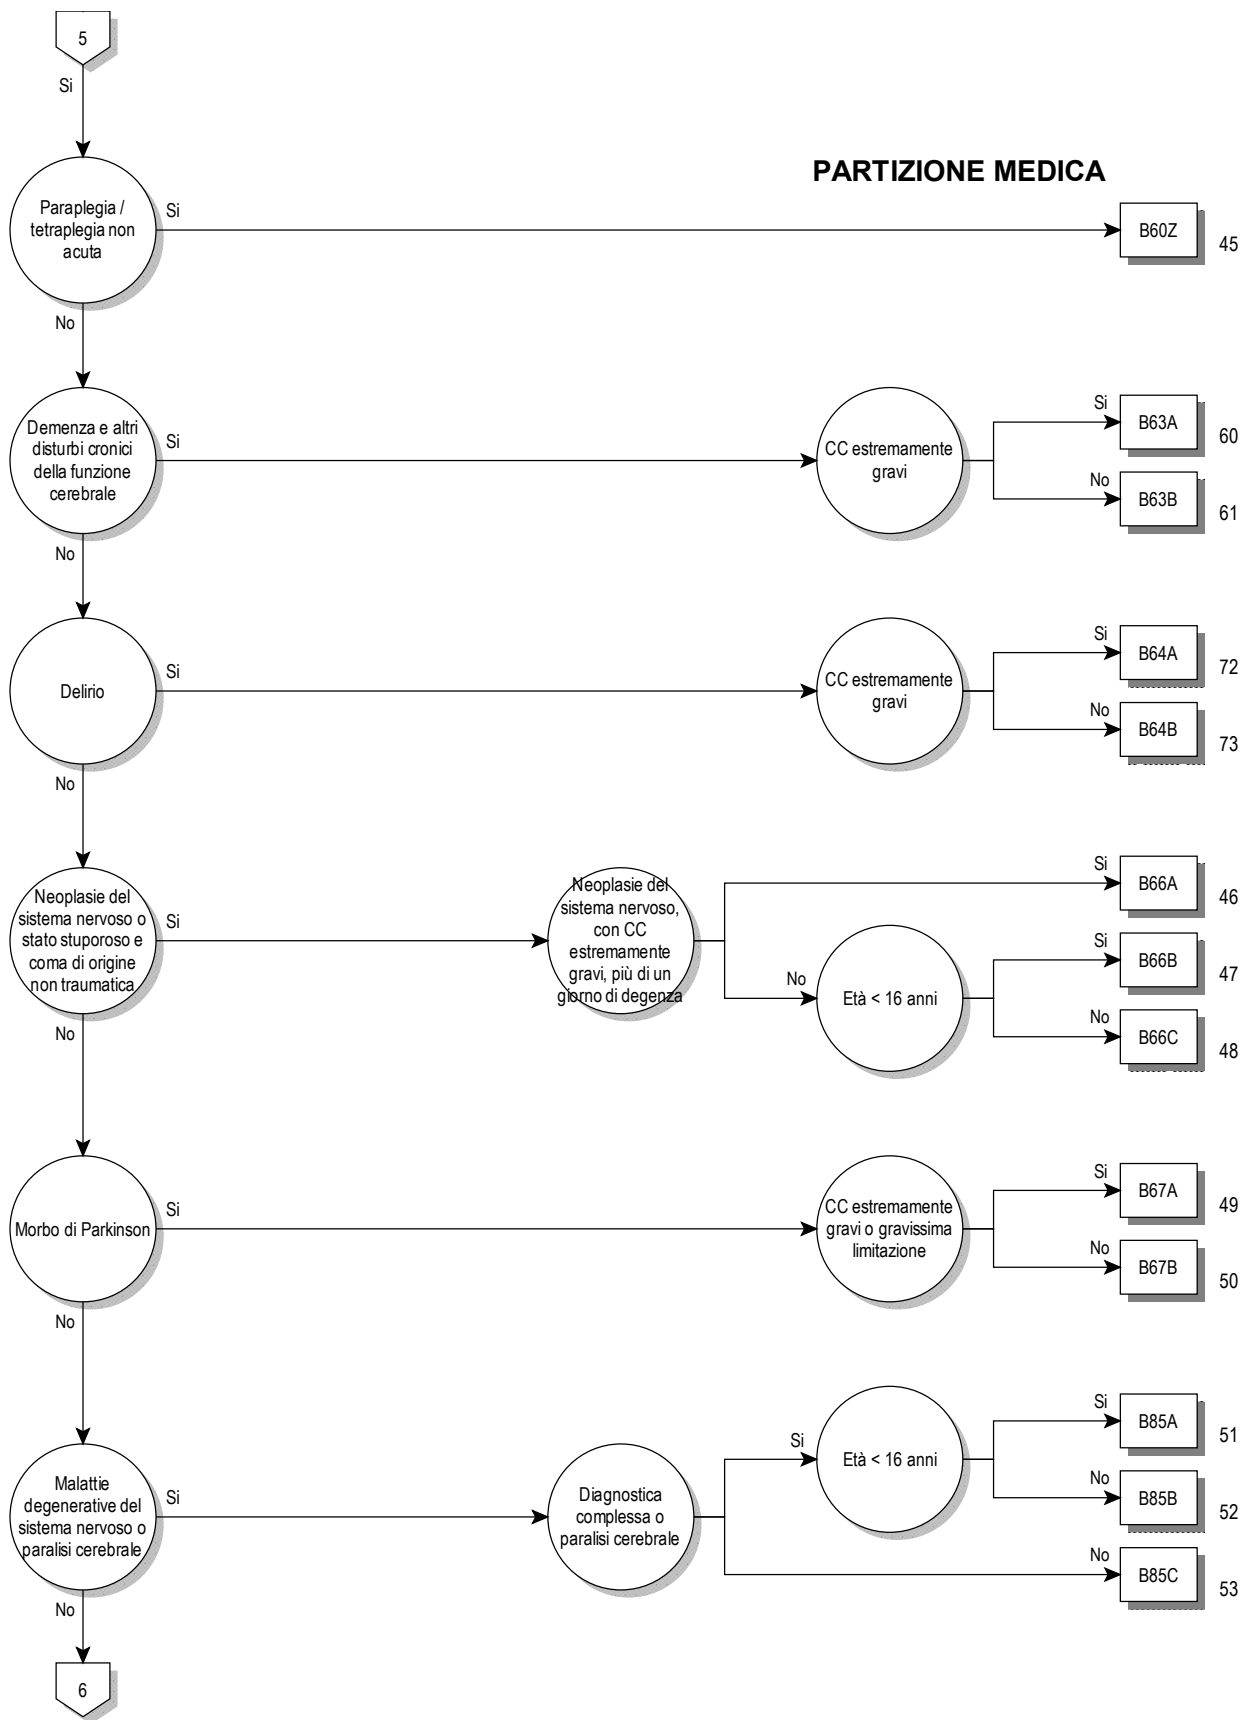 5
Si
PARTIZIONE MEDICA
Paraplegia /
tetraplegia non
acuta
Si
B60Z
45
No
Demenza e altri
disturbi cronici
della funzione
cerebrale
Si
CC estremamente
gravi
Si
B63A
60
No
B63B
61
No
Delirio
Si
CC estremamente
gravi
Si
B64A
72
No
B64B
73
No
Neoplasie del
sistema nervoso o
stato stuporoso e
coma di origine
non traumatica
Si
Neoplasie del
sistema nervoso,
con CC
estremamente
gravi, più di un
giorno di degenza
Si
B66A
46
No
Età < 16 anni
Si
B66B
47
No
B66C
48
No
Morbo di Parkinson
Si
CC estremamente
gravi o gravissima
limitazione
Si
B67A
49
No
B67B
50
No
Malattie
degenerative del
sistema nervoso o
paralisi cerebrale
Si
Diagnostica
complessa o
paralisi cerebrale
Si
Età < 16 anni
Si
B85A
51
No
B85B
52
No
B85C
53
No
6